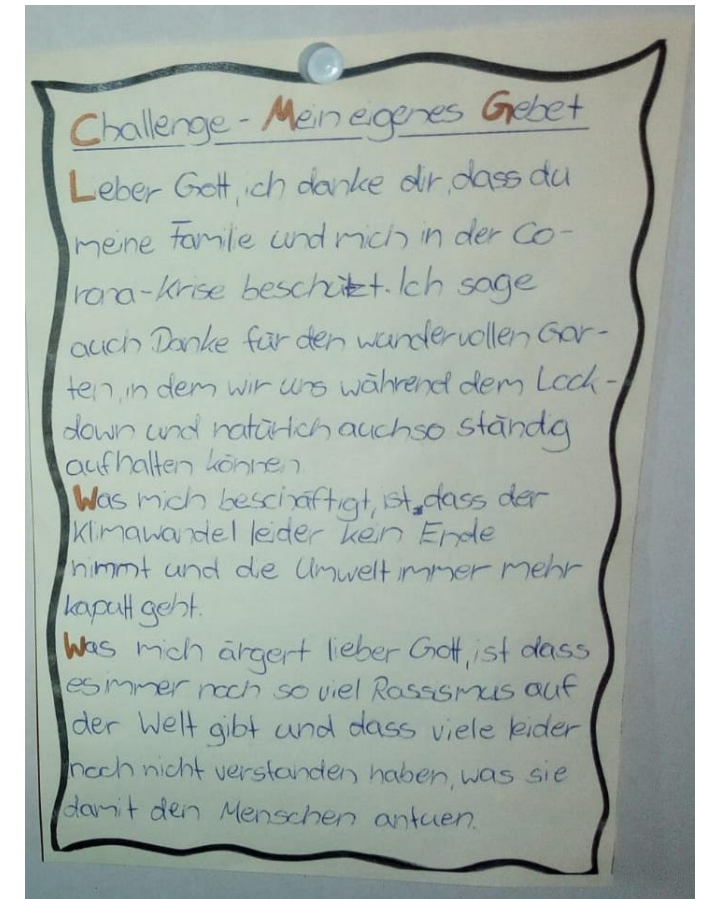 Challenge - Mein eigenes Gebet
Lieber Gott, ich danke dir, dass du
meine Familie und mich in der Co-
rona-Krise beschützt. Ich sage
auch Danke für den wundervollen Gar-
ten, in dem wir uns während dem Lock-
down und natürlich auch so ständig
aufhalten können.
Was mich beschäftigt, ist, dass der
Klimawandel leider kein Ende
nimmt und die Umwelt immer mehr
kaputt geht.
Was mich ärgert lieber Gott, ist dass
es immer noch so viel Rassismus auf
der Welt gibt und dass viele leider
noch nicht verstanden haben, was sie
damit den Menschen antuen.